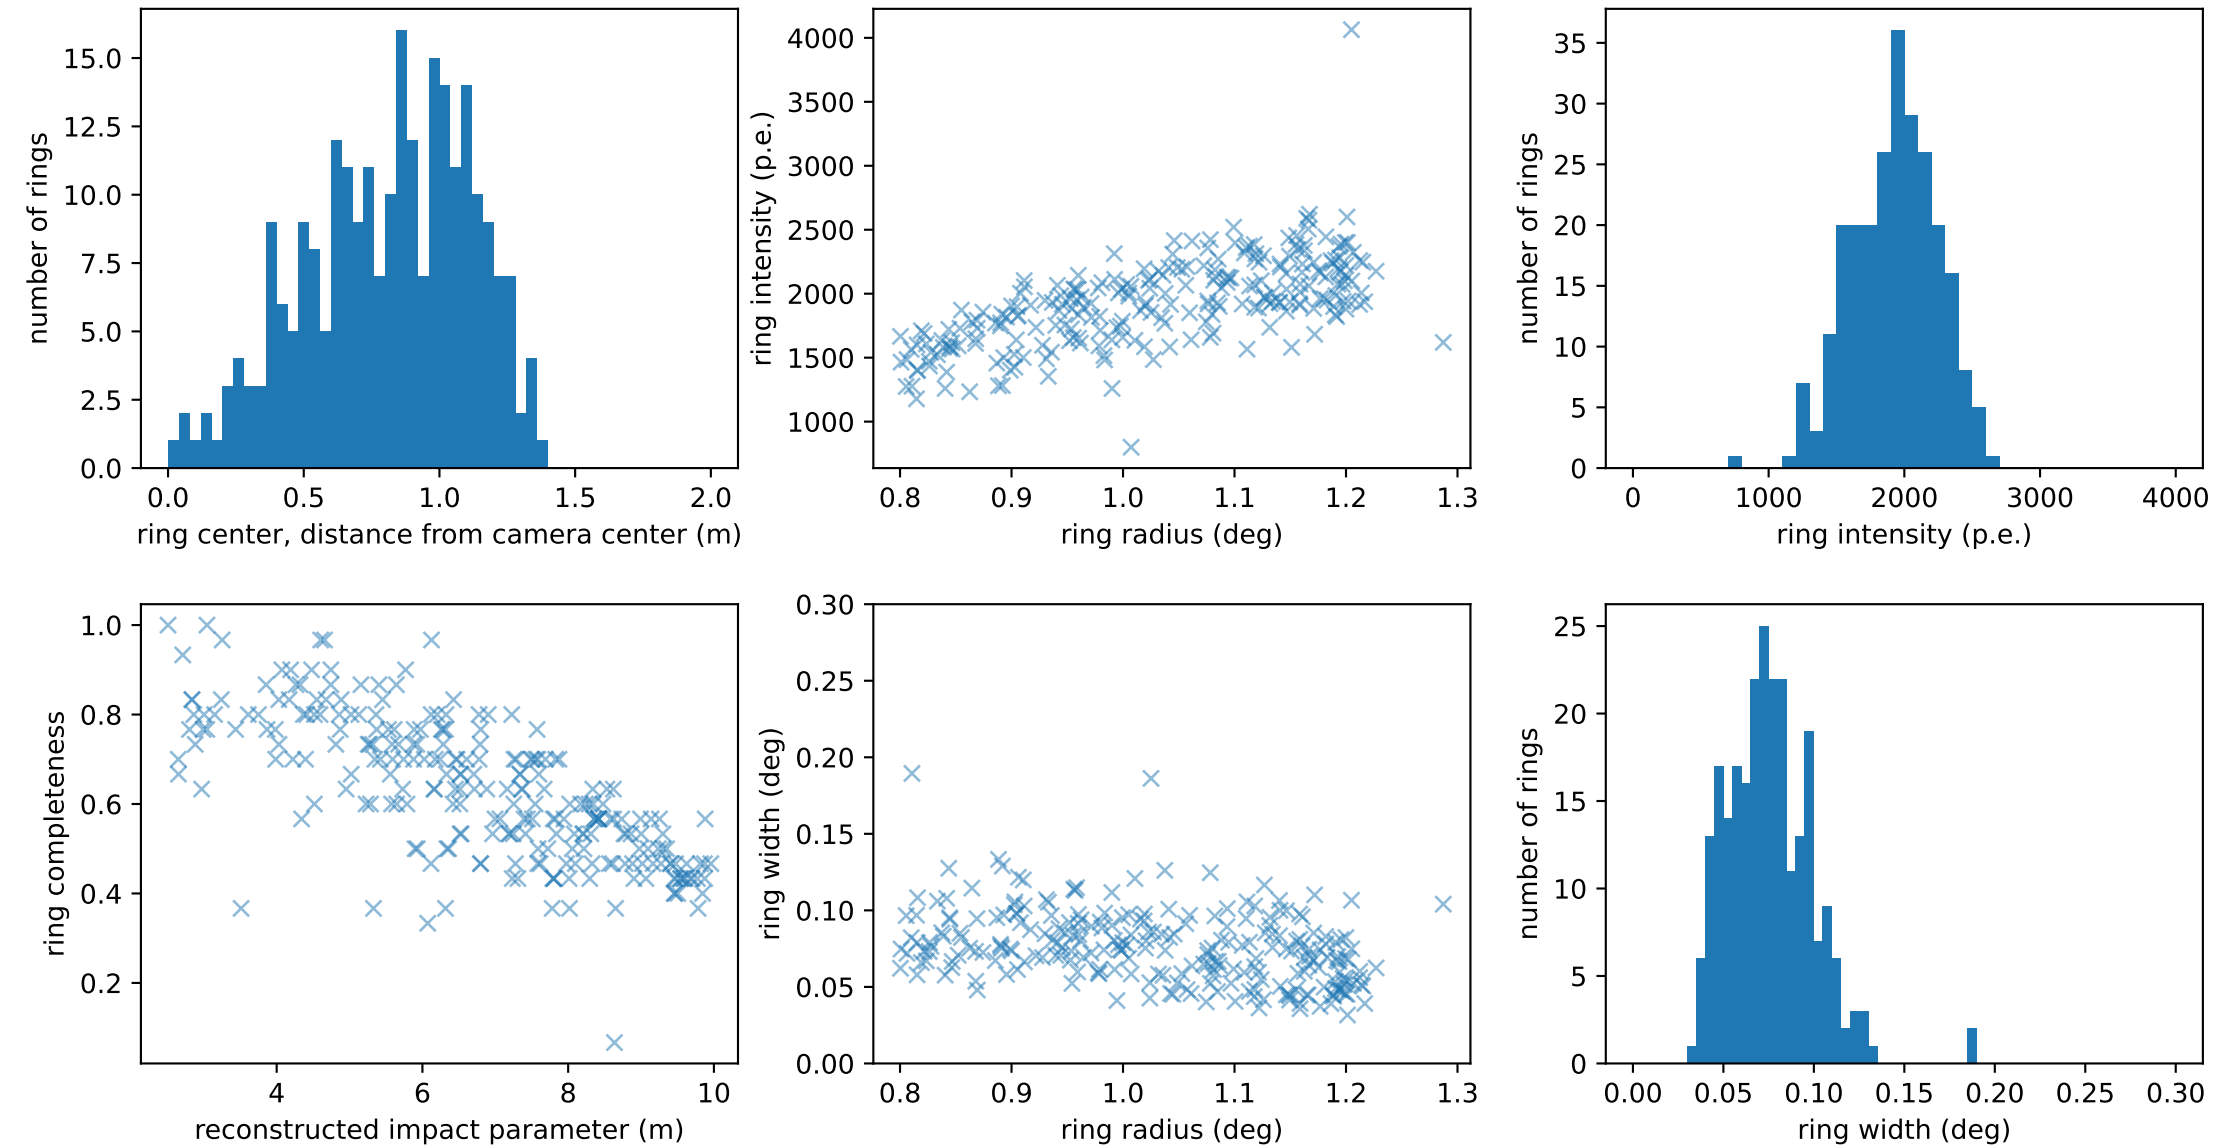 number of rings
15.0
12.5
10.0
7.5
5.0
2.5
0.0
0.0 0.5 1.0 1.5 2.0
ring center, distance from camera center (m)
ring intensity (p.e.)
4000
3500
3000
2500
2000
1500
1000
0.8 0.9 1.0 1.1 1.2 1.3
ring radius (deg)
number of rings
35
30
25
20
15
10
5
0
0 1000 2000 3000 4000
ring intensity (p.e.)
ring completeness
1.0
0.8
0.6
0.4
0.2
4 6 8 10
reconstructed impact parameter (m)
ring width (deg)
0.30
0.25
0.20
0.15
0.10
0.05
0.00
0.8 0.9 1.0 1.1 1.2 1.3
ring radius (deg)
number of rings
25
20
15
10
5
0
0.00 0.05 0.10 0.15 0.20 0.25 0.30
ring width (deg)